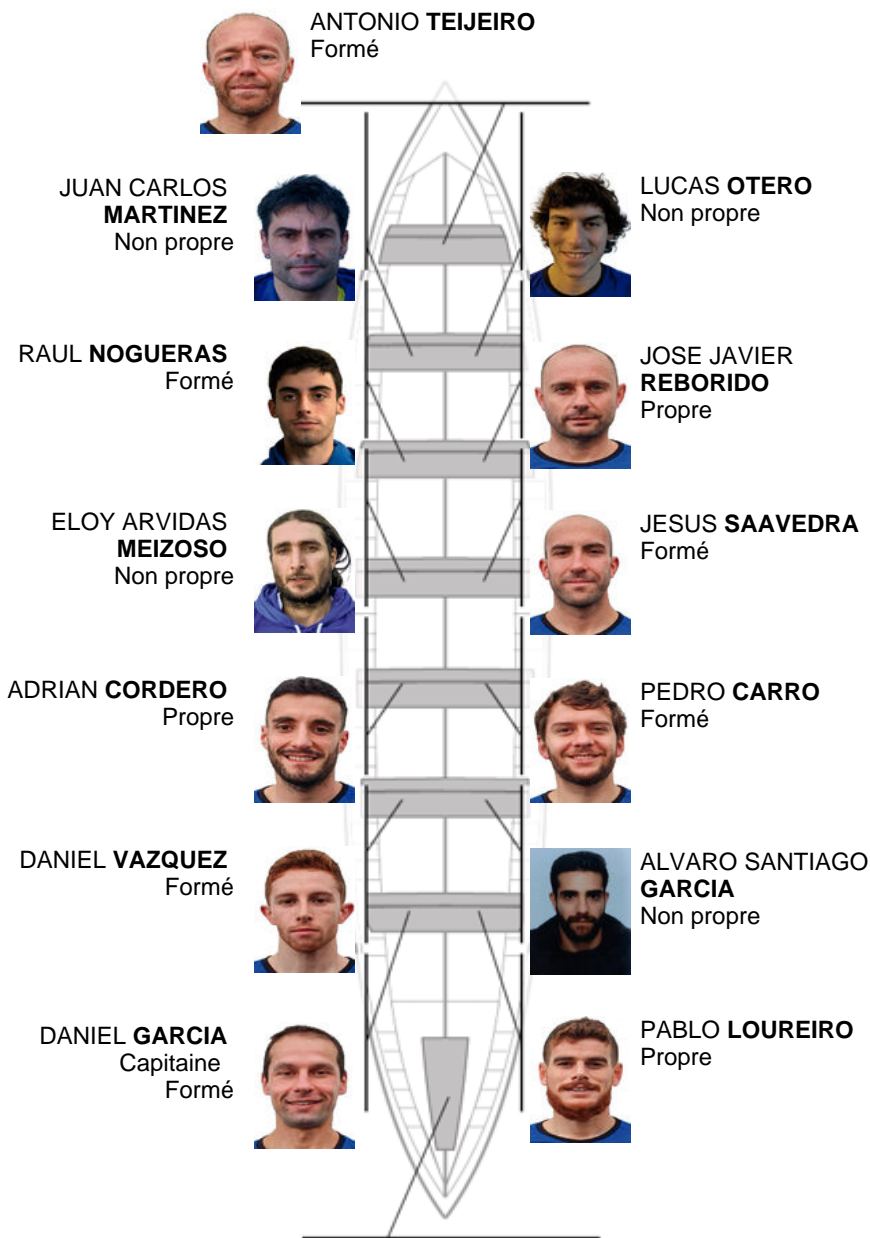 ANTONIO TEIJEIRO
Formé
JUAN CARLOS
MARTINEZ
Non propre
LUCAS OTERO
Non propre
RAUL NOGUERAS
Formé
JOSE JAVIER
REBORIDO
Propre
ELOY ARVIDAS
MEIZOSO
Non propre
JESUS SAAVEDRA
Formé
ADRIAN CORDERO
Propre
PEDRO CARRO
Formé
DANIEL VAZQUEZ
Formé
ALVARO SANTIAGO
GARCIA
Non propre
DANIEL GARCIA
Capitaine
Formé
PABLO LOUREIRO
Propre